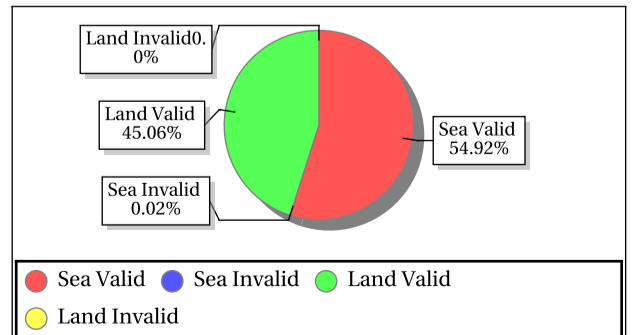 Land Invalid0.
0%
Land Valid
45.06%
Sea Valid
54.92%
Sea Invalid
0.02%
Sea Valid Sea Invalid Land Valid
Land Invalid